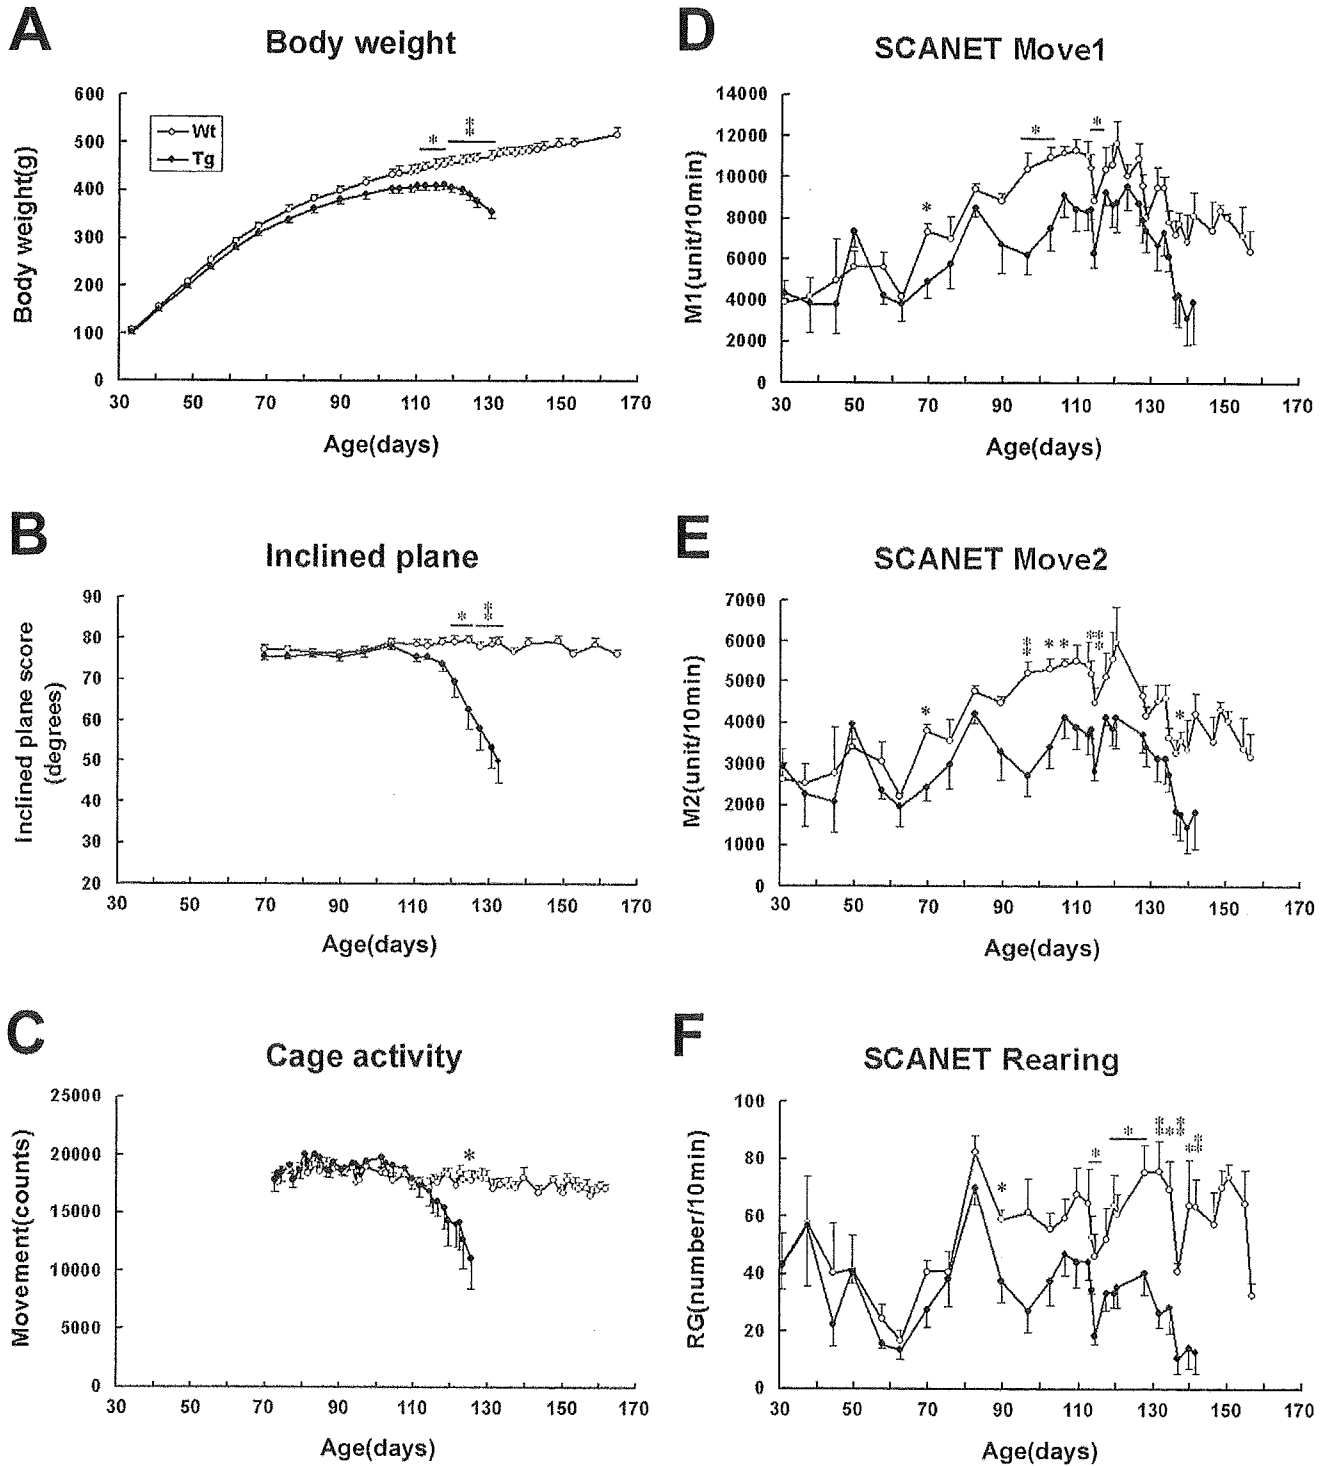 A
Body weight
600
500
400
300
200
100
0
Body weight(g)
Wt
Tg
*
**
30 50 70 90 110 130 150 170
Age(days)
B
Inclined plane
90
80
70
60
50
40
30
20
Inclined plane score
(degrees)
*
**
30 50 70 90 110 130 150 170
Age(days)
C
Cage activity
25000
20000
15000
10000
5000
0
Movement(counts)
*
30 50 70 90 110 130 150 170
Age(days)
D
SCANET Move1
14000
12000
10000
8000
6000
4000
2000
0
M1(unit/10min)
* * *
30 50 70 90 110 130 150 170
Age(days)
E
SCANET Move2
7000
6000
5000
4000
3000
2000
1000
0
M2(unit/10min)
* ** * * ** ** *
30 50 70 90 110 130 150 170
Age(days)
F
SCANET Rearing
100
80
60
40
20
0
RG(number/10min)
* * * ** * ** * **
30 50 70 90 110 130 150 170
Age(days)